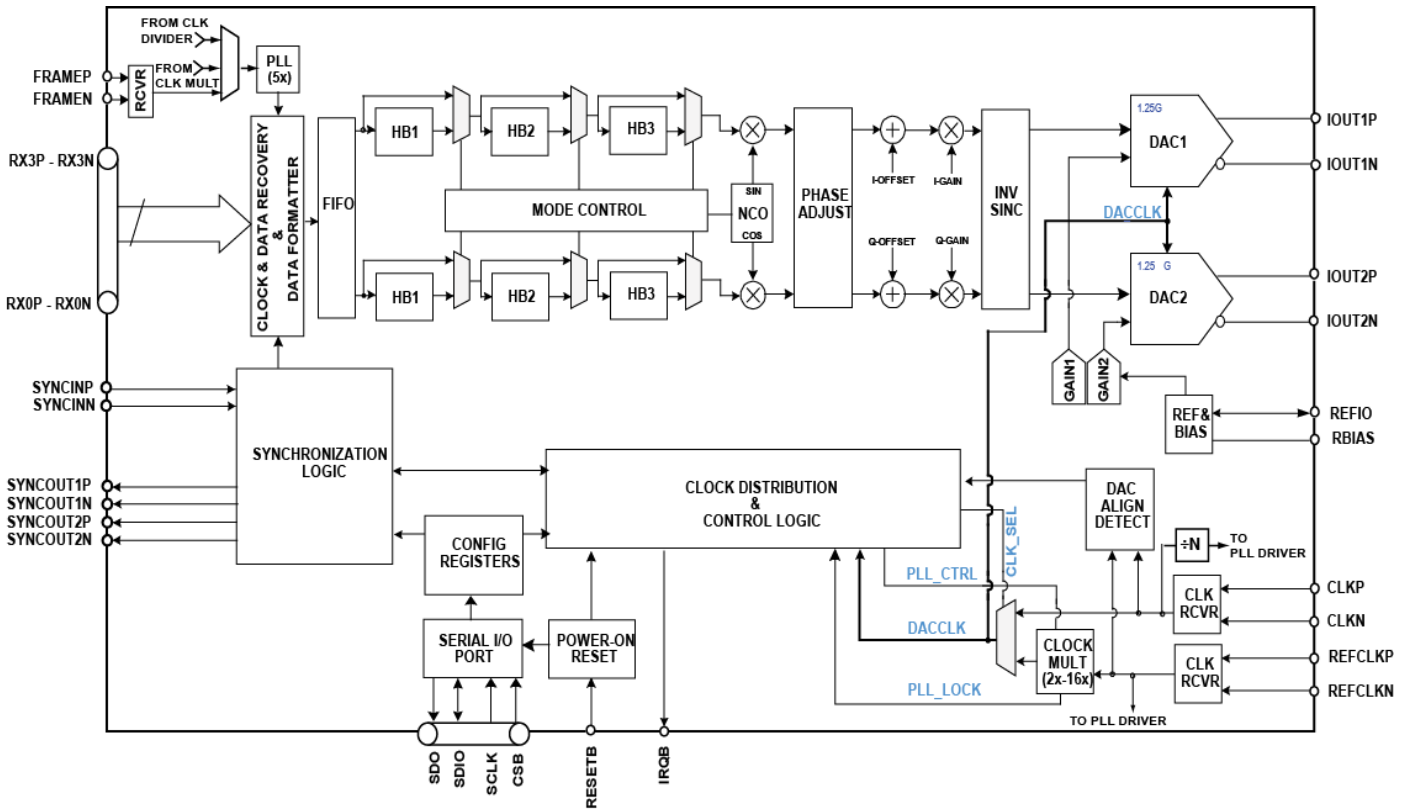 FROM CLK
DIVIDER
FROM
CLK MULT
PLL
(5x)
FRAMEP
FRAMEN
RCVR
RX3P - RX3N
RX0P - RX0N
CLOCK & DATA RECOVERY
&
DATA FORMATTER
FIFO
HB1
HB2
HB3
MODE CONTROL
SIN
NCO
COS
HB1
HB2
HB3
PHASE
ADJUST
I-OFFSET
I-GAIN
Q-OFFSET
Q-GAIN
INV
SINC
1.25G
DAC1
DACCLK
1.25 G
DAC2
IOUT1P
IOUT1N
IOUT2P
IOUT2N
GAIN1
GAIN2
REF&
BIAS
REFIO
RBIAS
SYNCINP
SYNCINN
SYNCOUT1P
SYNCOUT1N
SYNCOUT2P
SYNCOUT2N
SYNCHRONIZATION
LOGIC
CLOCK DISTRIBUTION
&
CONTROL LOGIC
CONFIG
REGISTERS
SERIAL I/O
PORT
POWER-ON
RESET
PLL_CTRL
CLK_SEL
DACCLK
PLL_LOCK
CLOCK
MULT
(2x-16x)
DAC
ALIGN
DETECT
÷N
TO
PLL DRIVER
CLK
RCVR
CLK
RCVR
TO PLL DRIVER
CLKP
CLKN
REFCLKP
REFCLKN
SDO
SDIO
SCLK
CSB
RESETB
IRQB